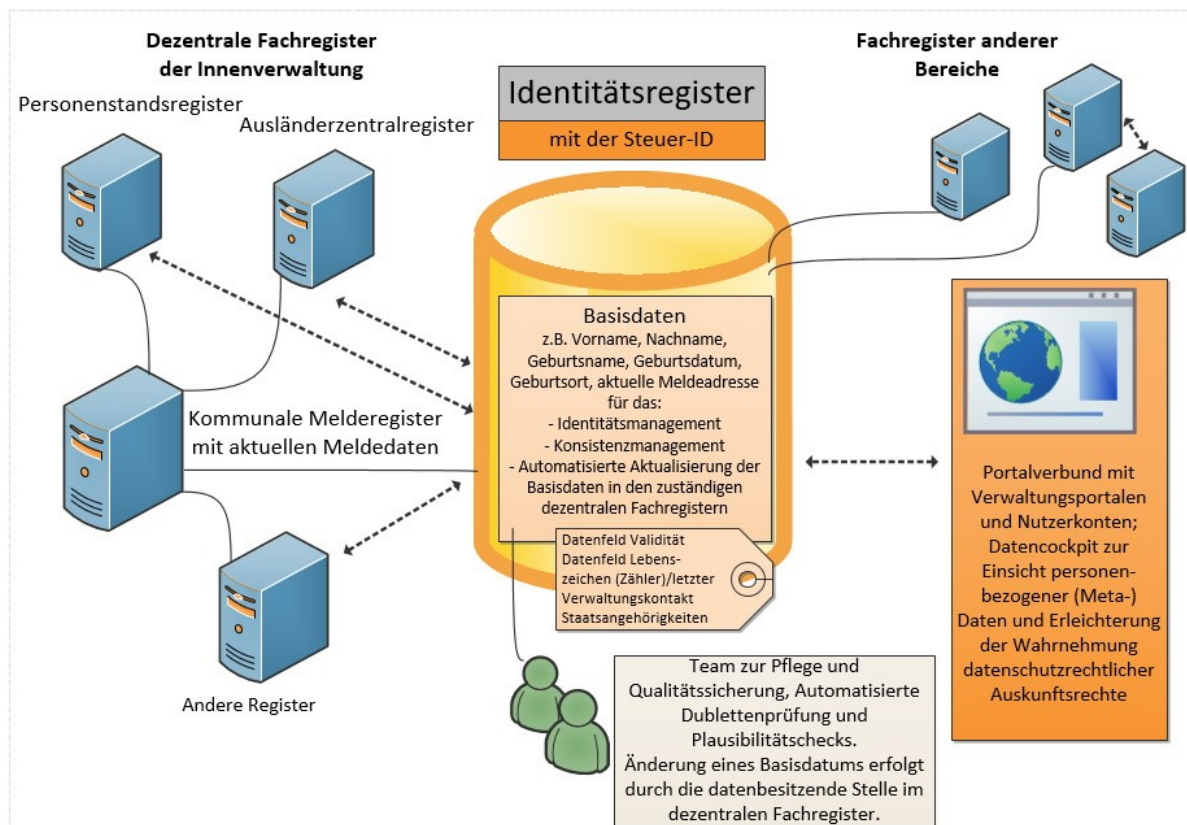 Dezentrale Fachregister
der Innenverwaltung
Personenstandsregister
Ausländerzentralregister
Identitätsregister
mit der Steuer-ID
Fachregister anderer
Bereiche
Basisdaten
z.B. Vorname, Nachname,
Geburtsname, Geburtsdatum,
Geburtsort, aktuelle Meldeadresse
für das:
- Identitätsmanagement
- Konsistenzmanagement
- Automatisierte Aktualisierung der
Basisdaten in den zuständigen
dezentralen Fachregistern
Kommunale Melderegister
mit aktuellen Meldedaten
Datenfeld Validität
Datenfeld Lebens-
zeichen (Zähler)/letzter
Verwaltungskontakt
Staatsangehörigkeiten
Portalverbund mit
Verwaltungsportalen
und Nutzerkonten;
Datencockpit zur
Einsicht personen-
bezogener (Meta-)
Daten und Erleichterung
der Wahrnehmung
datenschutzrechtlicher
Auskunftsrechte
Andere Register
Team zur Pflege und
Qualitätssicherung, Automatisierte
Dublettenprüfung und
Plausibilitätschecks.
Änderung eines Basisdatums erfolgt
durch die datenbesitzende Stelle im
dezentralen Fachregister.